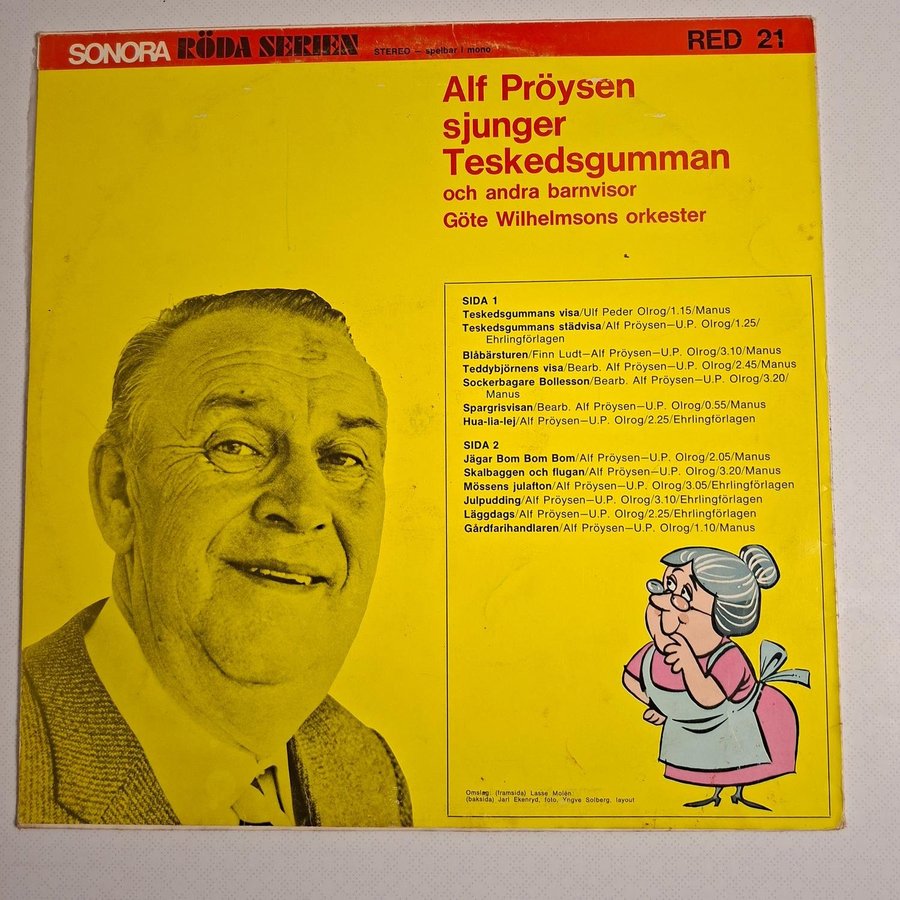 SONORA RÖDA SERIEN STEREO – spelbar i mono RED 21
Alf Pröysen
sjunger
Teskedsgumman
och andra barnvisor
Göte Wilhelmsons orkester
SIDA 1
Teskedsgummans visa/Ulf Peder Olrog/1.15/Manus
Teskedsgummans städvisa/Alf Pröysen–U.P. Olrog/1.25/
Ehrlingförlagen
Blåbärsturen/Finn Ludt–Alf Pröysen–U.P. Olrog/3.10/Manus
Teddybjörnens visa/Bearb. Alf Pröysen–U.P. Olrog/2.45/Manus
Sockerbagare Bollesson/Bearb. Alf Pröysen–U.P. Olrog/3.20/
Manus
Spargrisvisan/Bearb. Alf Pröysen–U.P. Olrog/0.55/Manus
Hua-lia-lej/Alf Pröysen–U.P. Olrog/2.25/Ehrlingförlagen
SIDA 2
Jägar Bom Bom Bom/Alf Pröysen–U.P. Olrog/2.05/Manus
Skalbaggen och flugan/Alf Pröysen–U.P. Olrog/3.20/Manus
Mössens julafton/Alf Pröysen–U.P. Olrog/3.05/Ehrlingförlagen
Julpudding/Alf Pröysen–U.P. Olrog/3.10/Ehrlingförlagen
Läggdags/Alf Pröysen–U.P. Olrog/2.25/Ehrlingförlagen
Gårdfarihandlaren/Alf Pröysen–U.P. Olrog/1.10/Manus
Omslag: (framsida) Lasse Molén
(baksida) Jarl Ekenryd, foto, Yngve Solberg, layout